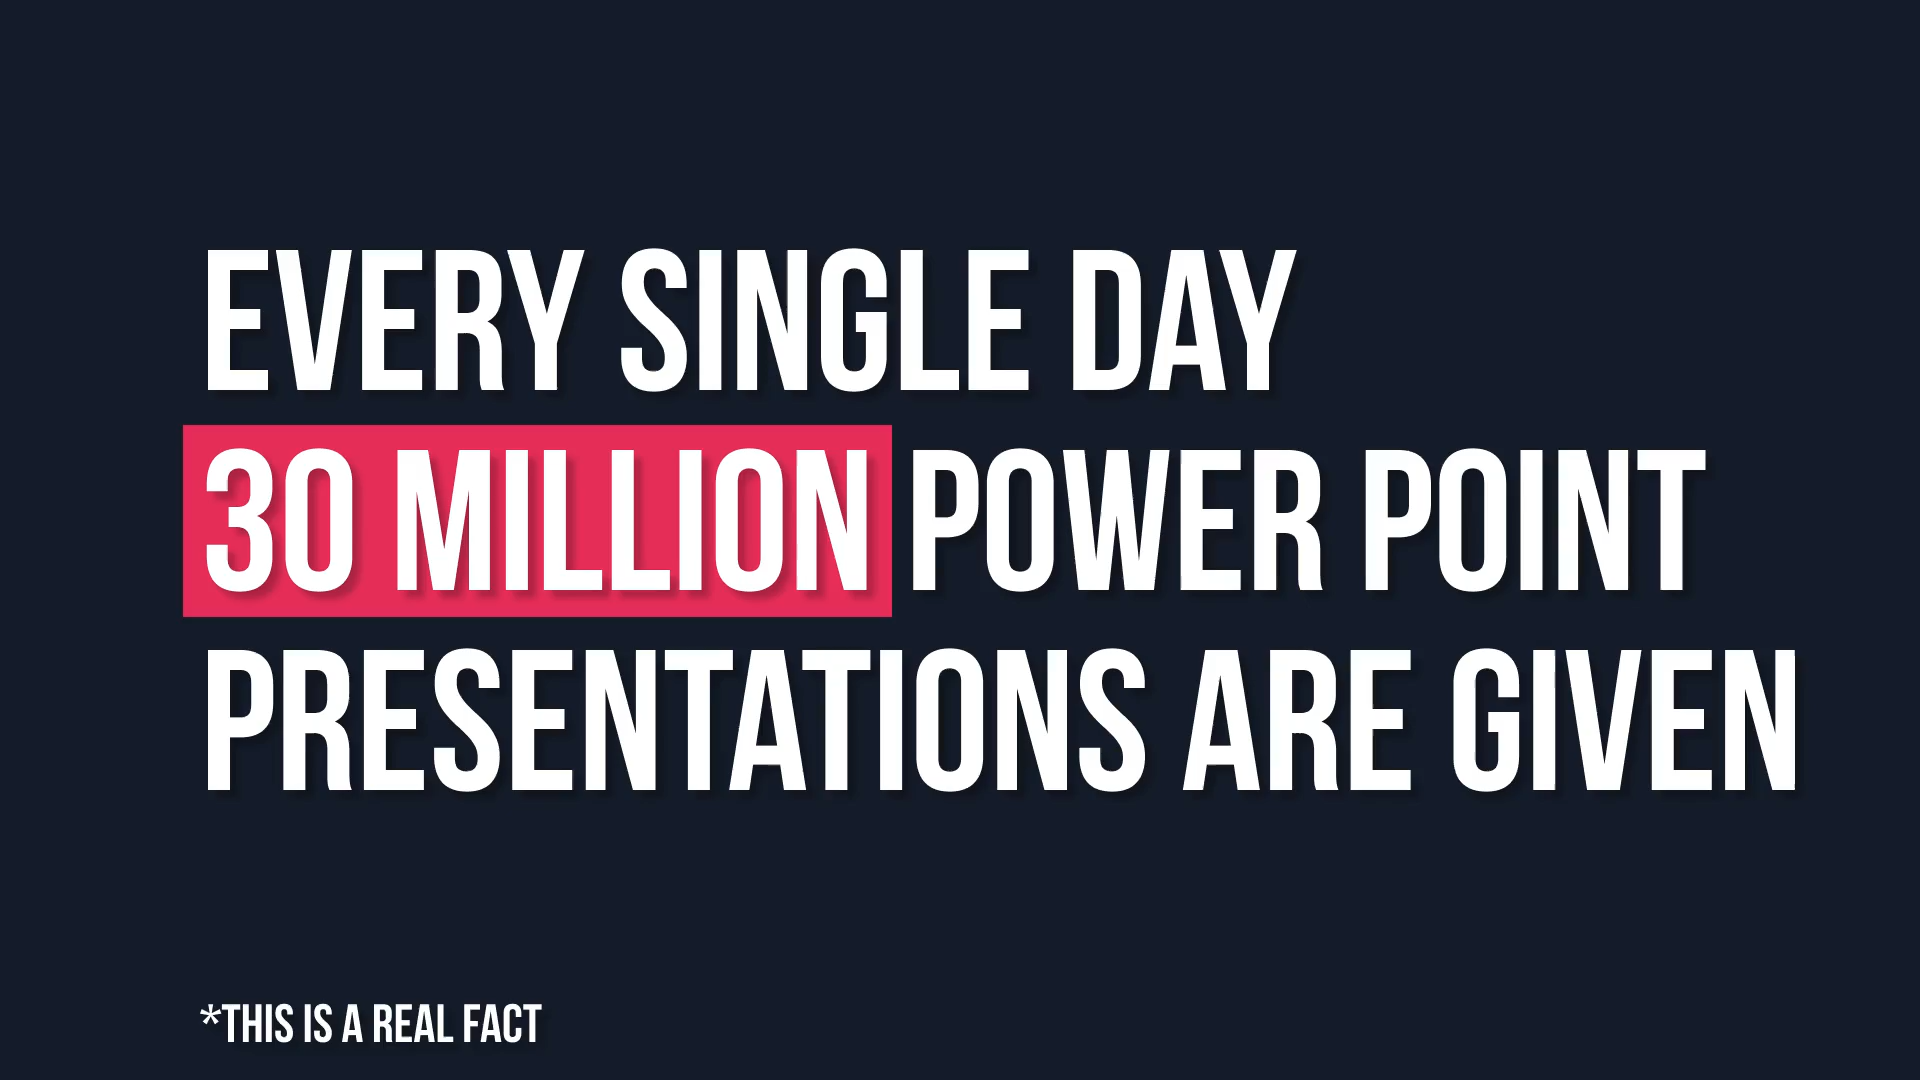 EVERY SINGLE DAY
30 MILLION POWER POINT
PRESENTATIONS ARE GIVEN
*THIS IS A REAL FACT